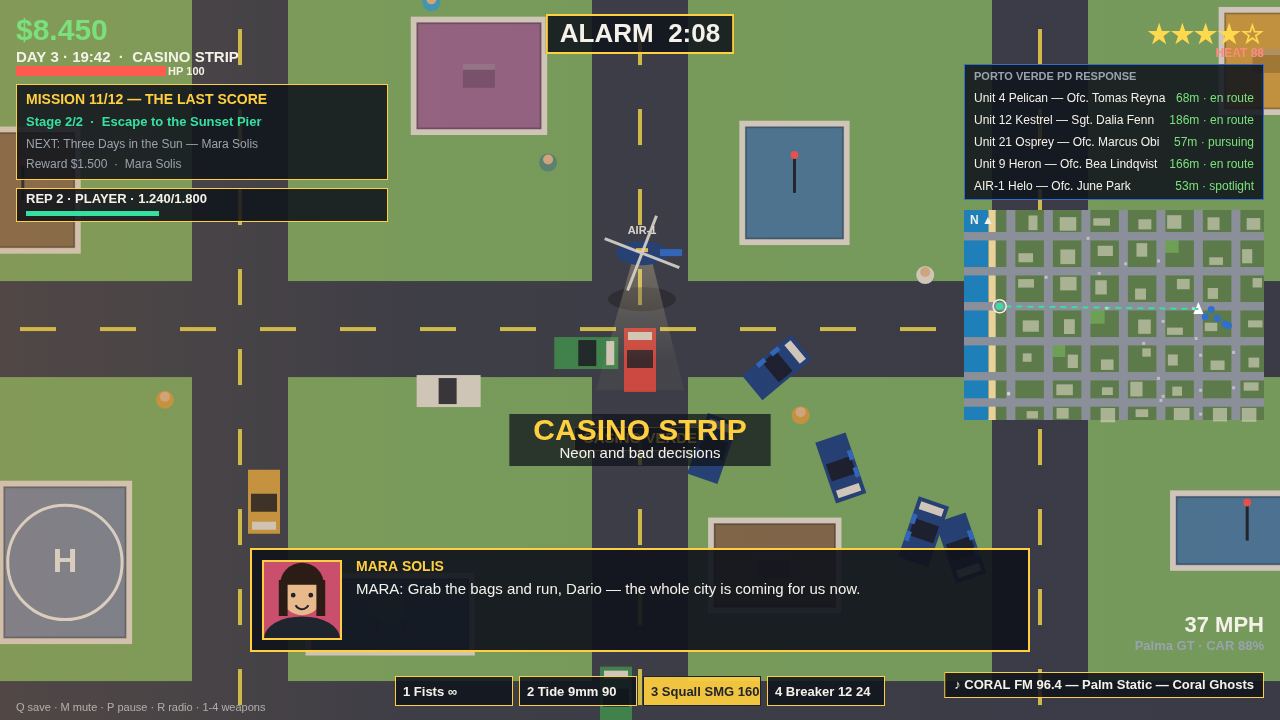 $8.450
DAY 3 · 19:42 · CASINO STRIP
HP 100
MISSION 11/12 — THE LAST SCORE
Stage 2/2 · Escape to the Sunset Pier
NEXT: Three Days in the Sun — Mara Solis
Reward $1.500 · Mara Solis
REP 2 · PLAYER · 1.240/1.800
ALARM 2:08
★★★★☆
HEAT 88
PORTO VERDE PD RESPONSE
Unit 4 Pelican — Ofc. Tomas Reyna 68m · en route
Unit 12 Kestrel — Sgt. Dalia Fenn 186m · en route
Unit 21 Osprey — Ofc. Marcus Obi 57m · pursuing
Unit 9 Heron — Ofc. Bea Lindqvist 166m · en route
AIR-1 Helo — Ofc. June Park 53m · spotlight
N ▲
AIR-1
H
CASINO STRIP
Neon and bad decisions
MARA SOLIS
MARA: Grab the bags and run, Dario — the whole city is coming for us now.
37 MPH
Palma GT · CAR 88%
1 Fists ∞
2 Tide 9mm 90
3 Squall SMG 160
4 Breaker 12 24
♪ CORAL FM 96.4 — Palm Static — Coral Ghosts
Q save · M mute · P pause · R radio · 1-4 weapons